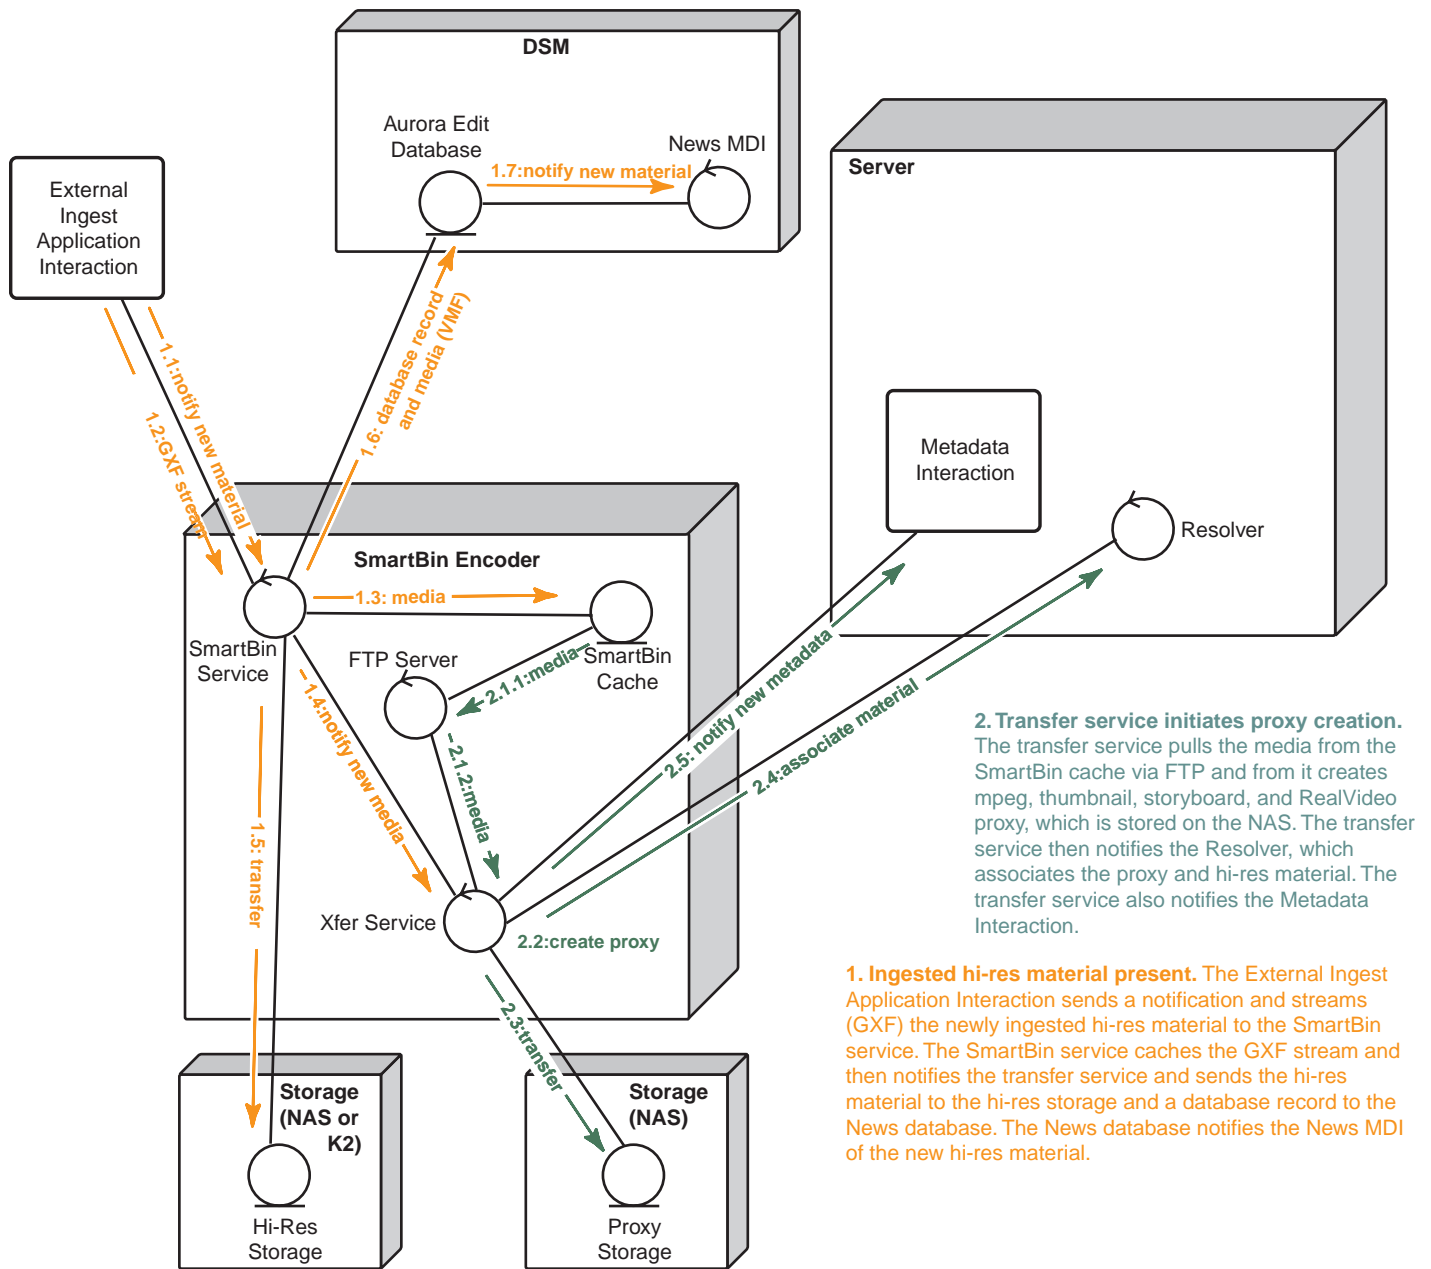 DSM
Aurora Edit
Database
News MDI
1.7:notify new material
External
Ingest
Application
Interaction
Server
1.1:notify new material
1.2:GXF stream
1.6: database record
and media (VMF)
Metadata
Interaction
Resolver
SmartBin Encoder
1.3: media
SmartBin
Service
FTP Server
SmartBin
Cache
2.1.1:media
1.4:notify new media
2.1.2:media
1.5: transfer
2.5: notify new metadata
2.4:associate material
Xfer Service
2.2:create proxy
2.3:transfer
2. Transfer service initiates proxy creation.
The transfer service pulls the media from the
SmartBin cache via FTP and from it creates
mpeg, thumbnail, storyboard, and RealVideo
proxy, which is stored on the NAS. The transfer
service then notifies the Resolver, which
associates the proxy and hi-res material. The
transfer service also notifies the Metadata
Interaction.
1. Ingested hi-res material present. The External Ingest
Application Interaction sends a notification and streams
(GXF) the newly ingested hi-res material to the SmartBin
service. The SmartBin service caches the GXF stream and
then notifies the transfer service and sends the hi-res
material to the hi-res storage and a database record to the
News database. The News database notifies the News MDI
of the new hi-res material.
Storage
(NAS or
K2)
Hi-Res
Storage
Storage
(NAS)
Proxy
Storage